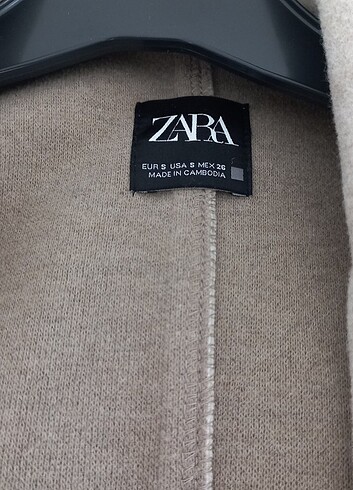 ZARA
EUR S USA S MEX 26
MADE IN CAMBODIA